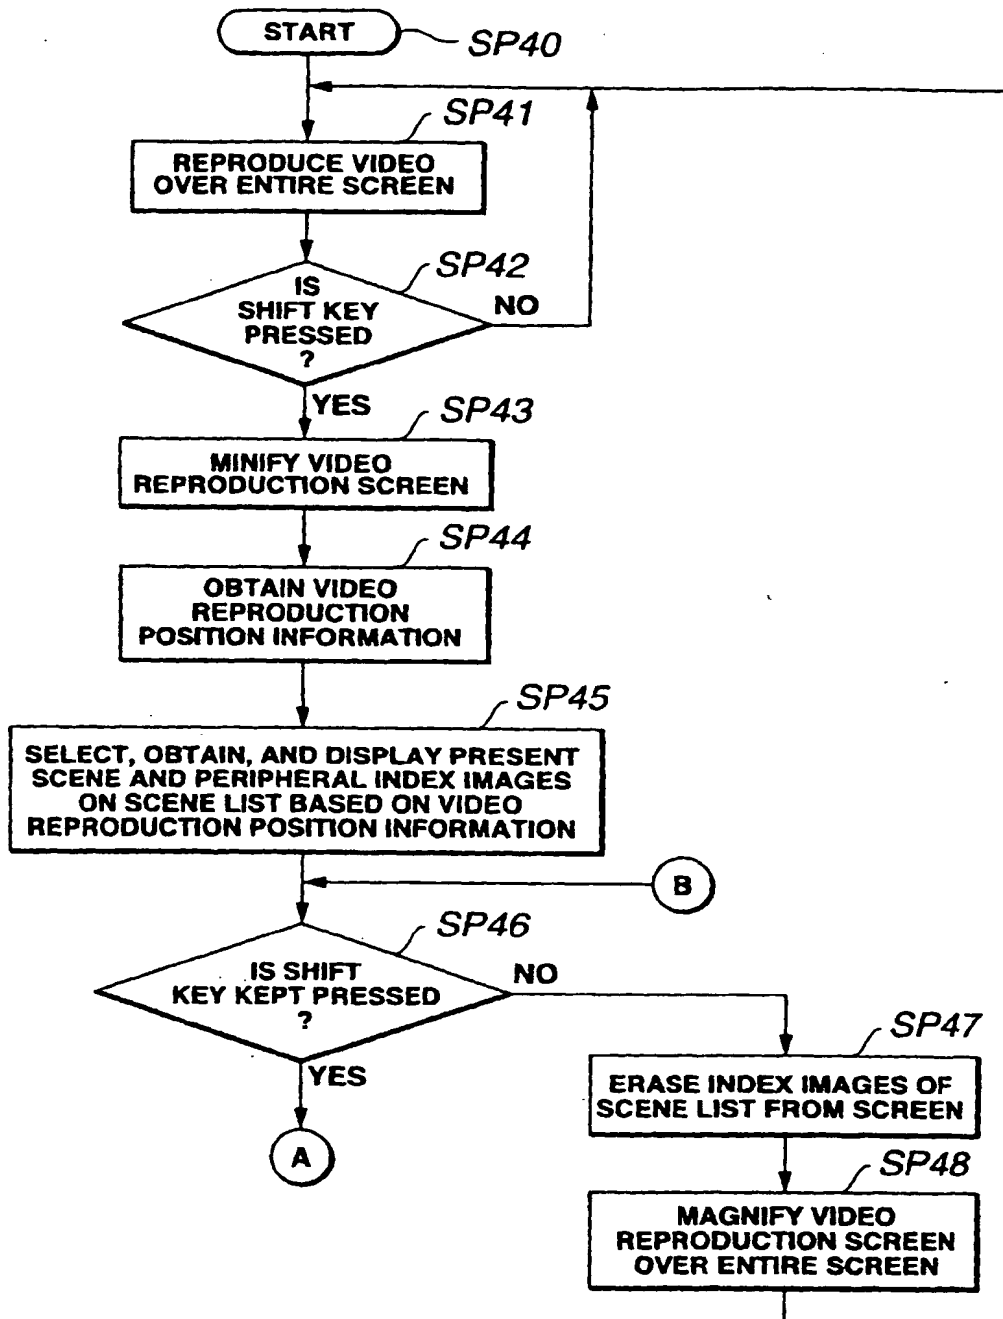 START
SP40
SP41
REPRODUCE VIDEO
OVER ENTIRE SCREEN
SP42
IS
SHIFT KEY
PRESSED
?
NO
YES
SP43
MINIFY VIDEO
REPRODUCTION SCREEN
SP44
OBTAIN VIDEO
REPRODUCTION
POSITION INFORMATION
SP45
SELECT, OBTAIN, AND DISPLAY PRESENT
SCENE AND PERIPHERAL INDEX IMAGES
ON SCENE LIST BASED ON VIDEO
REPRODUCTION POSITION INFORMATION
B
SP46
IS SHIFT
KEY KEPT PRESSED
?
NO
YES
A
SP47
ERASE INDEX IMAGES OF
SCENE LIST FROM SCREEN
SP48
MAGNIFY VIDEO
REPRODUCTION SCREEN
OVER ENTIRE SCREEN